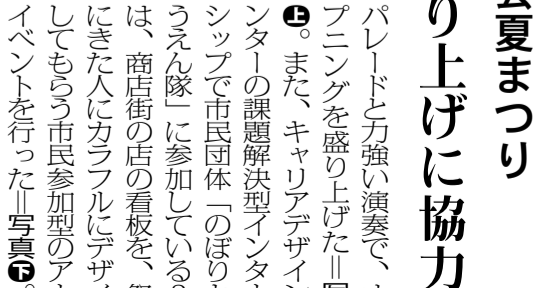 夏まつり
り上げに協力
パレードと力強い演奏で、
プニングを盛り上げた＝写
上。また、キャリアデザイン
ンターの課題解決型インタ
シップで市民団体「のぼり
うえん隊」に参加している
は、商店街の店の看板を、
にきた人にカラフルにデザイ
してもらう市民参加型のア
イベントを行った＝写真下。